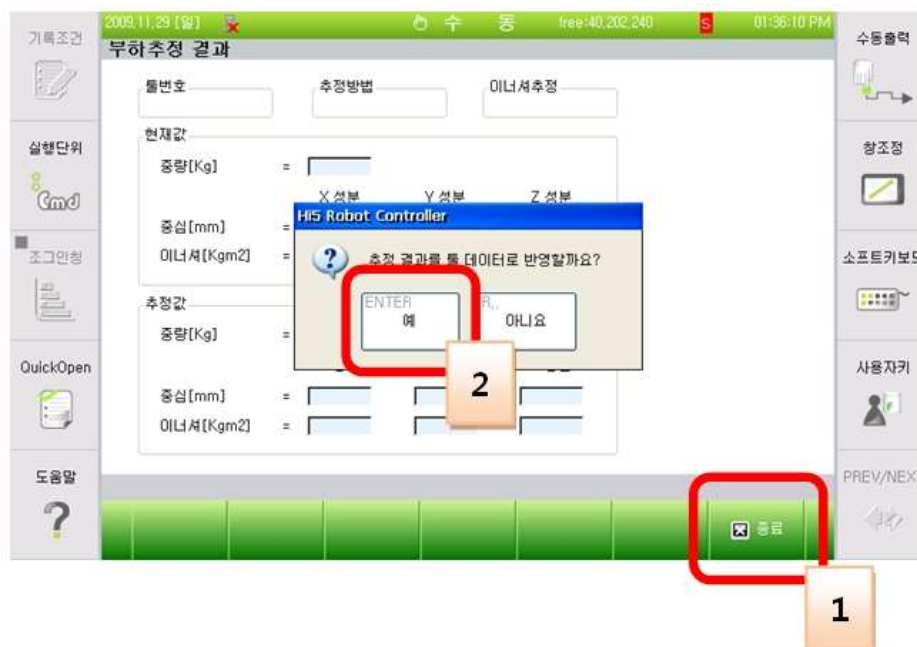 2009,11,29 [일] 수 동 free:40,202,240 S 01:36:10 PM
부하추정 결과
기록조건
실행단위
Cmd
조그인칭
QuickOpen
도움말
?
툴번호 추정방법 이너셔추정
현재값
중량[Kg] =
X 성분 Y 성분 Z 성분
중심[mm] =
이너셔[Kgm2] =
추정값
중량[Kg] =
중심[mm] =
이너셔[Kgm2] =
Hi5 Robot Controller
? 추정 결과를 툴 데이터로 반영할까요?
ENTER R..
예 아니요
2
종료
1
수동출력
창조정
소프트키보드
사용자키
PREV/NEX